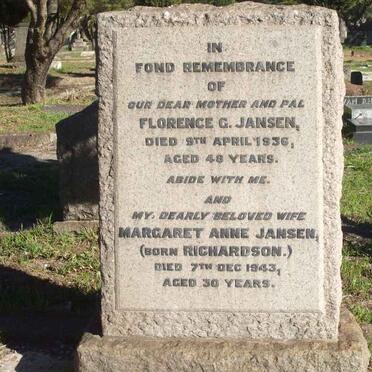 IN
FOND REMEMBRANCE
OF
OUR DEAR MOTHER AND PAL
FLORENCE G. JANSEN,
DIED 9TH APRIL 1936,
AGED 48 YEARS.
ABIDE WITH ME.
AND
MY DEARLY BELOVED WIFE
MARGARET ANNE JANSEN,
(BORN RICHARDSON.)
DIED 7TH DEC 1943,
AGED 30 YEARS.